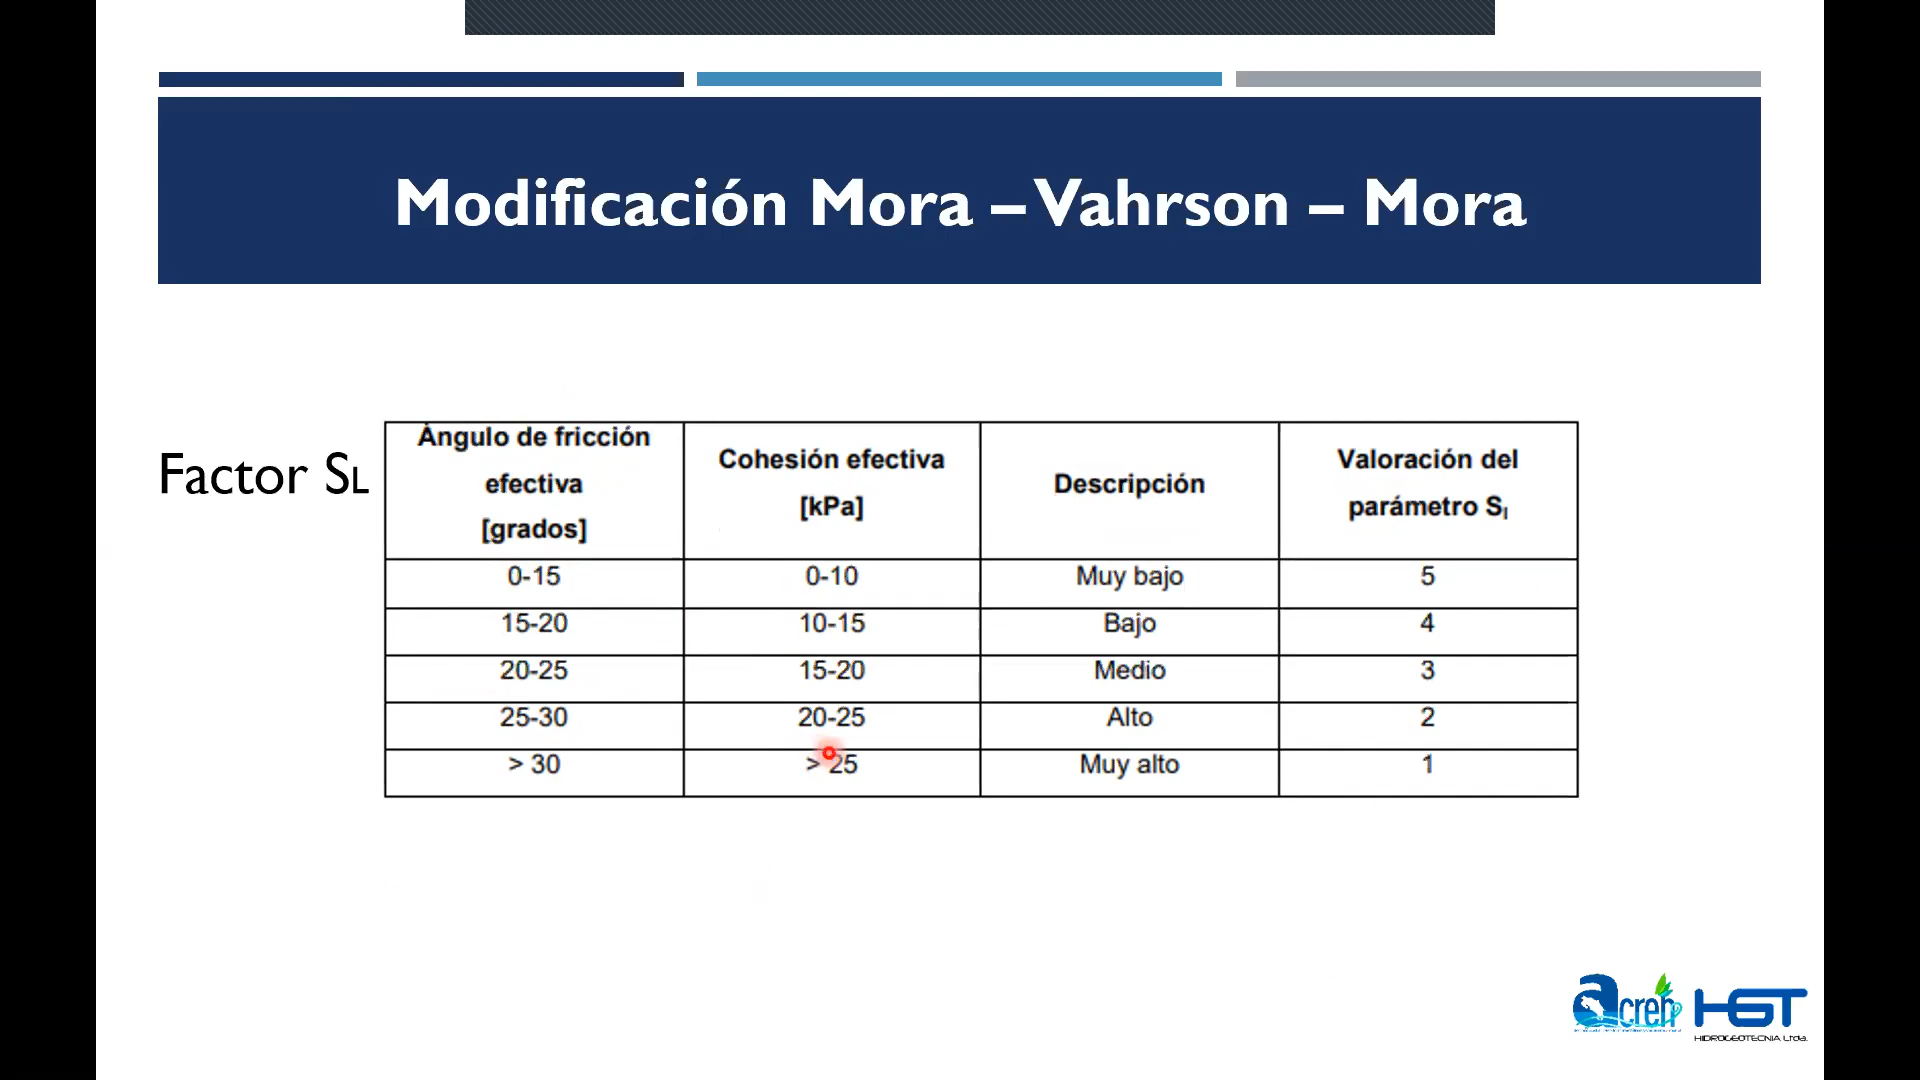 Modificación Mora – Vahrson – Mora
Factor SL
Ángulo de fricción
efectiva
[grados]
Cohesión efectiva
[kPa]
Descripción
Valoración del
parámetro Sl
0-15 0-10 Muy bajo 5
15-20 10-15 Bajo 4
20-25 15-20 Medio 3
25-30 20-25 Alto 2
> 30 > 25 Muy alto 1
acreh
HGT
HIDROGEOTECNIA Ltda.